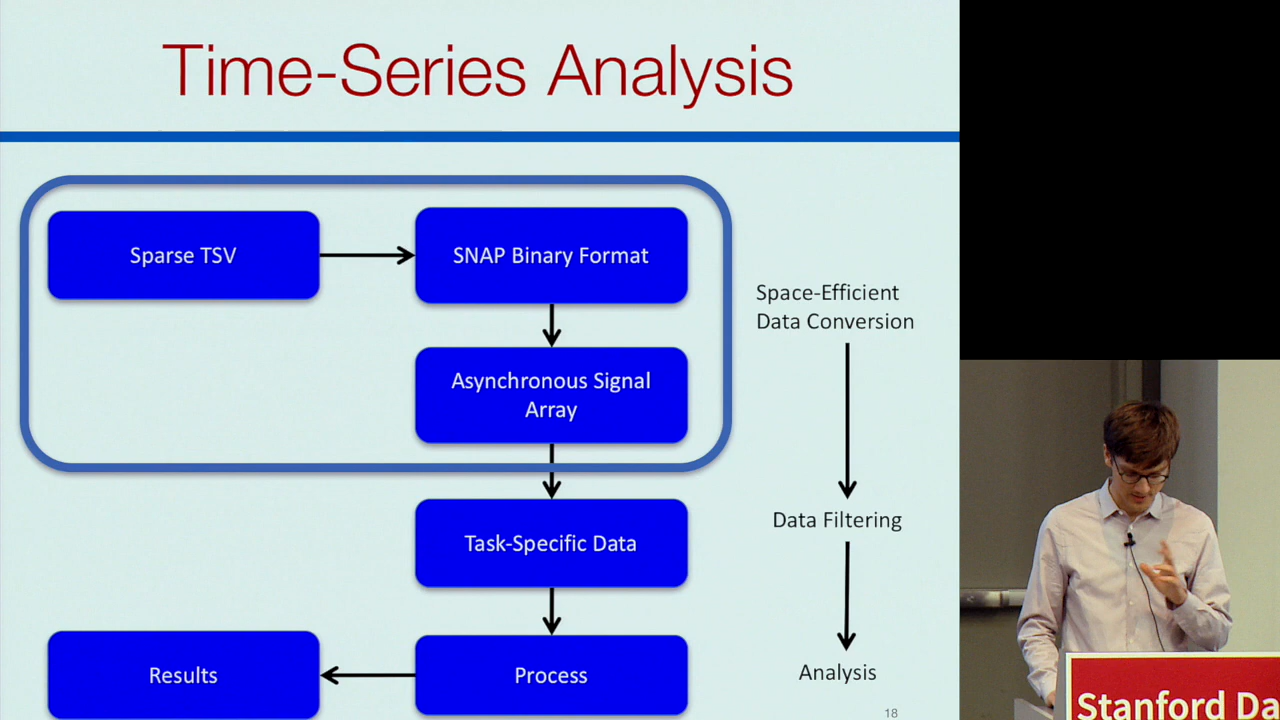 Time-Series Analysis
Sparse TSV
SNAP Binary Format
Space-Efficient
Data Conversion
Asynchronous Signal
Array
Data Filtering
Task-Specific Data
Results
Process
Analysis
18
Stanford Da